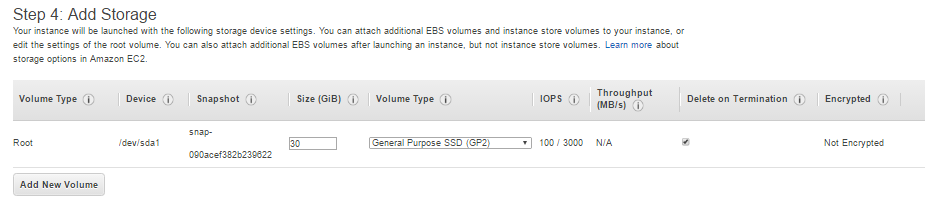 Step 4: Add Storage
Your instance will be launched with the following storage device settings. You can attach additional EBS volumes and instance store volumes to your instance, or
edit the settings of the root volume. You can also attach additional EBS volumes after launching an instance, but not instance store volumes. Learn more about
storage options in Amazon EC2.
Volume Type i Device i Snapshot i Size (GiB) i Volume Type i IOPS i Throughput (MB/s) i Delete on Termination i Encrypted i
Root /dev/sda1 snap-090acef382b239622 30 General Purpose SSD (GP2) 100 / 3000 N/A Not Encrypted
Add New Volume